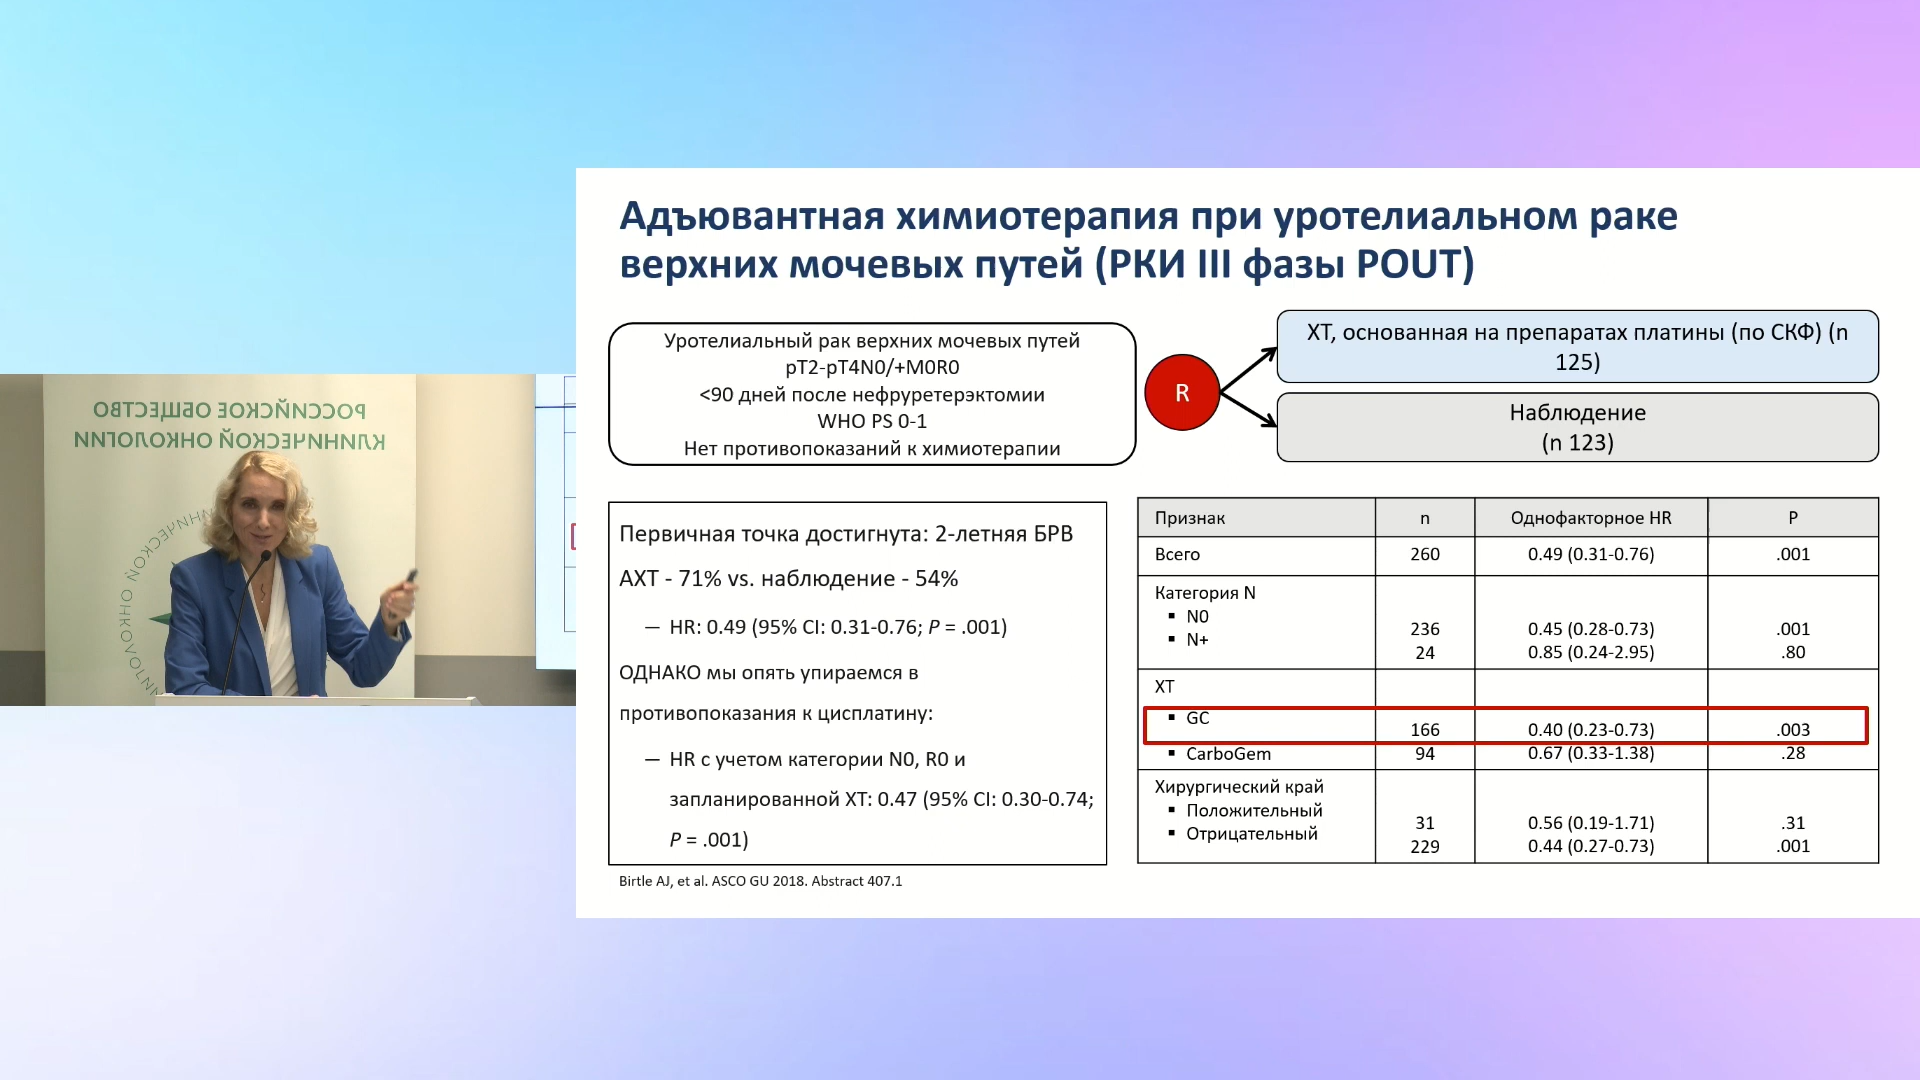 Адъювантная химиотерапия при уротелиальном раке
верхних мочевых путей (РКИ III фазы POUT)
Уротелиальный рак верхних мочевых путей
pT2-pT4N0/+M0R0
<90 дней после нефруретерэктомии
WHO PS 0-1
Нет противопоказаний к химиотерапии
R
ХТ, основанная на препаратах платины (по СКФ) (n
125)
Наблюдение
(n 123)
Первичная точка достигнута: 2-летняя БРВ
АХТ - 71% vs. наблюдение - 54%
— HR: 0.49 (95% CI: 0.31-0.76; P = .001)
ОДНАКО мы опять упираемся в
противопоказания к цисплатину:
— HR с учетом категории N0, R0 и
запланированной ХТ: 0.47 (95% CI: 0.30-0.74;
P = .001)
Признак n Однофакторное HR P
Всего 260 0.49 (0.31-0.76) .001
Категория N
▪ N0 236 0.45 (0.28-0.73) .001
▪ N+ 24 0.85 (0.24-2.95) .80
ХТ
▪ GC 166 0.40 (0.23-0.73) .003
▪ CarboGem 94 0.67 (0.33-1.38) .28
Хирургический край
▪ Положительный 31 0.56 (0.19-1.71) .31
▪ Отрицательный 229 0.44 (0.27-0.73) .001
Birtle AJ, et al. ASCO GU 2018. Abstract 407.1
РОССИЙСКОЕ ОБЩЕСТВО
КЛИНИЧЕСКОЙ ОНКОЛОГИИ